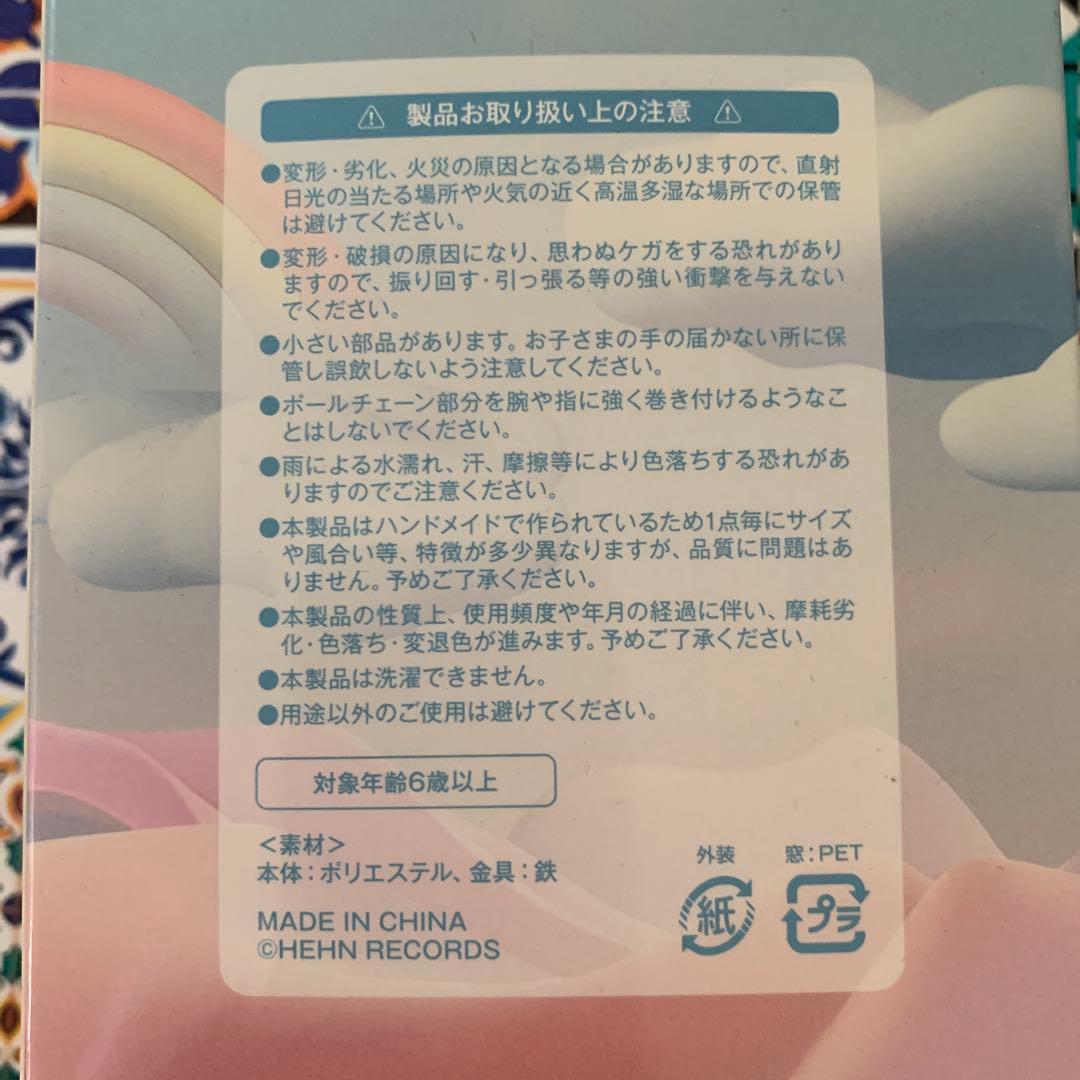 ⚠ 製品お取り扱い上の注意 ⚠
●変形・劣化、火災の原因となる場合がありますので、直射
日光の当たる場所や火気の近く高温多湿な場所での保管
は避けてください。
●変形・破損の原因になり、思わぬケガをする恐れがあり
ますので、振り回す・引っ張る等の強い衝撃を与えない
でください。
●小さい部品があります。お子さまの手の届かない所に保
管し誤飲しないよう注意してください。
●ボールチェーン部分を腕や指に強く巻き付けるようなこ
とはしないでください。
●雨による水濡れ、汗、摩擦等により色落ちする恐れがあ
りますのでご注意ください。
●本製品はハンドメイドで作られているため1点毎にサイズ
や風合い等、特徴が多少異なりますが、品質に問題はあ
りません。予めご了承ください。
●本製品の性質上、使用頻度や年月の経過に伴い、摩耗劣
化・色落ち・変退色が進みます。予めご了承ください。
●本製品は洗濯できません。
●用途以外のご使用は避けてください。
対象年齢6歳以上
＜素材＞
本体：ポリエステル、金具：鉄
MADE IN CHINA
©HEHN RECORDS
外装 窓：PET
紙 プラ